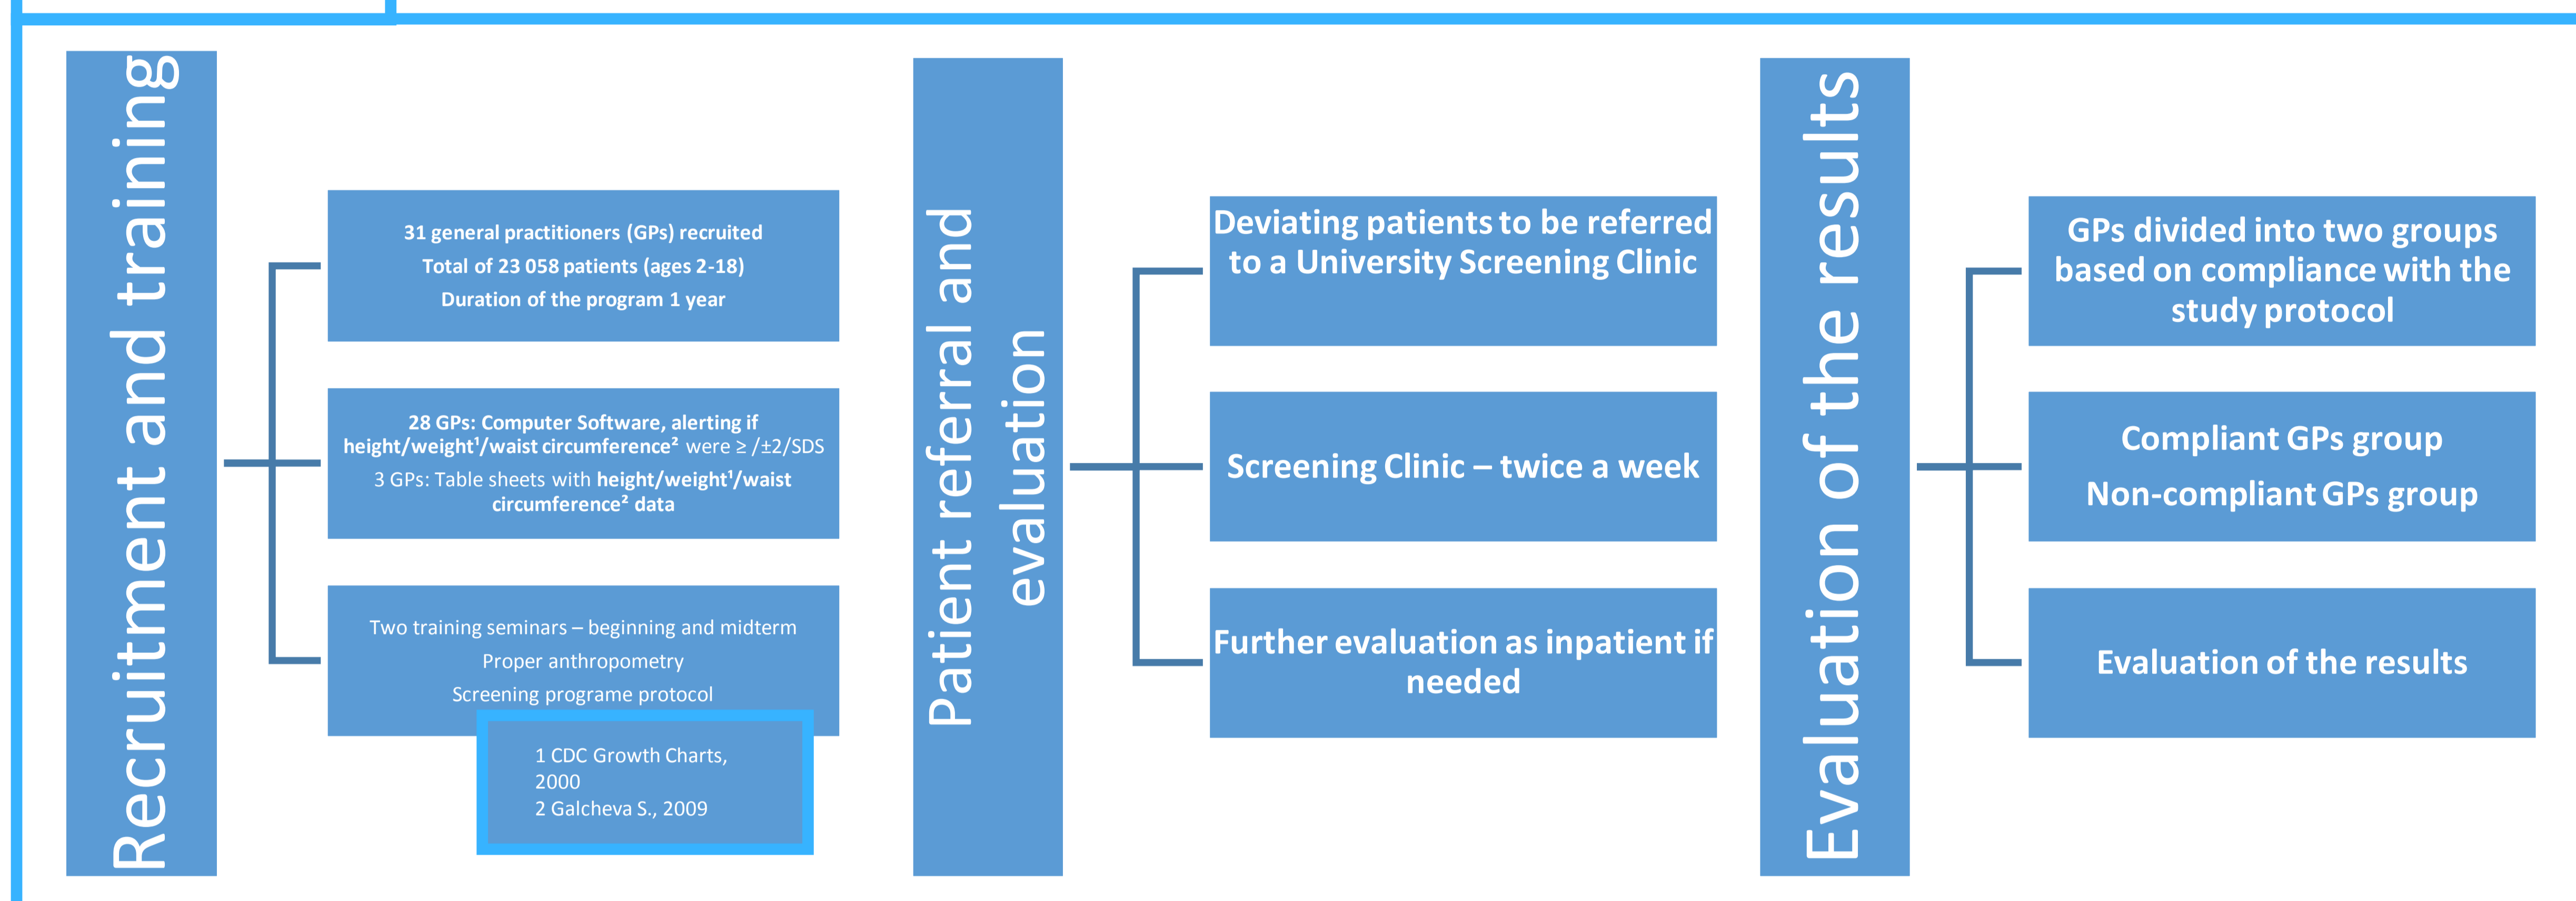 Recruitment and training
31 general practitioners (GPs) recruited
Total of 23 058 patients (ages 2-18)
Duration of the program 1 year
28 GPs: Computer Software, alerting if
height/weight¹/waist circumference² were ≥ /±2/SDS
3 GPs: Table sheets with height/weight¹/waist
circumference² data
Two training seminars – beginning and midterm
Proper anthropometry
Screening programe protocol
1 CDC Growth Charts,
2000
2 Galcheva S., 2009
Patient referral and
evaluation
Deviating patients to be referred
to a University Screening Clinic
Screening Clinic – twice a week
Further evaluation as inpatient if
needed
Evaluation of the results
GPs divided into two groups
based on compliance with the
study protocol
Compliant GPs group
Non-compliant GPs group
Evaluation of the results